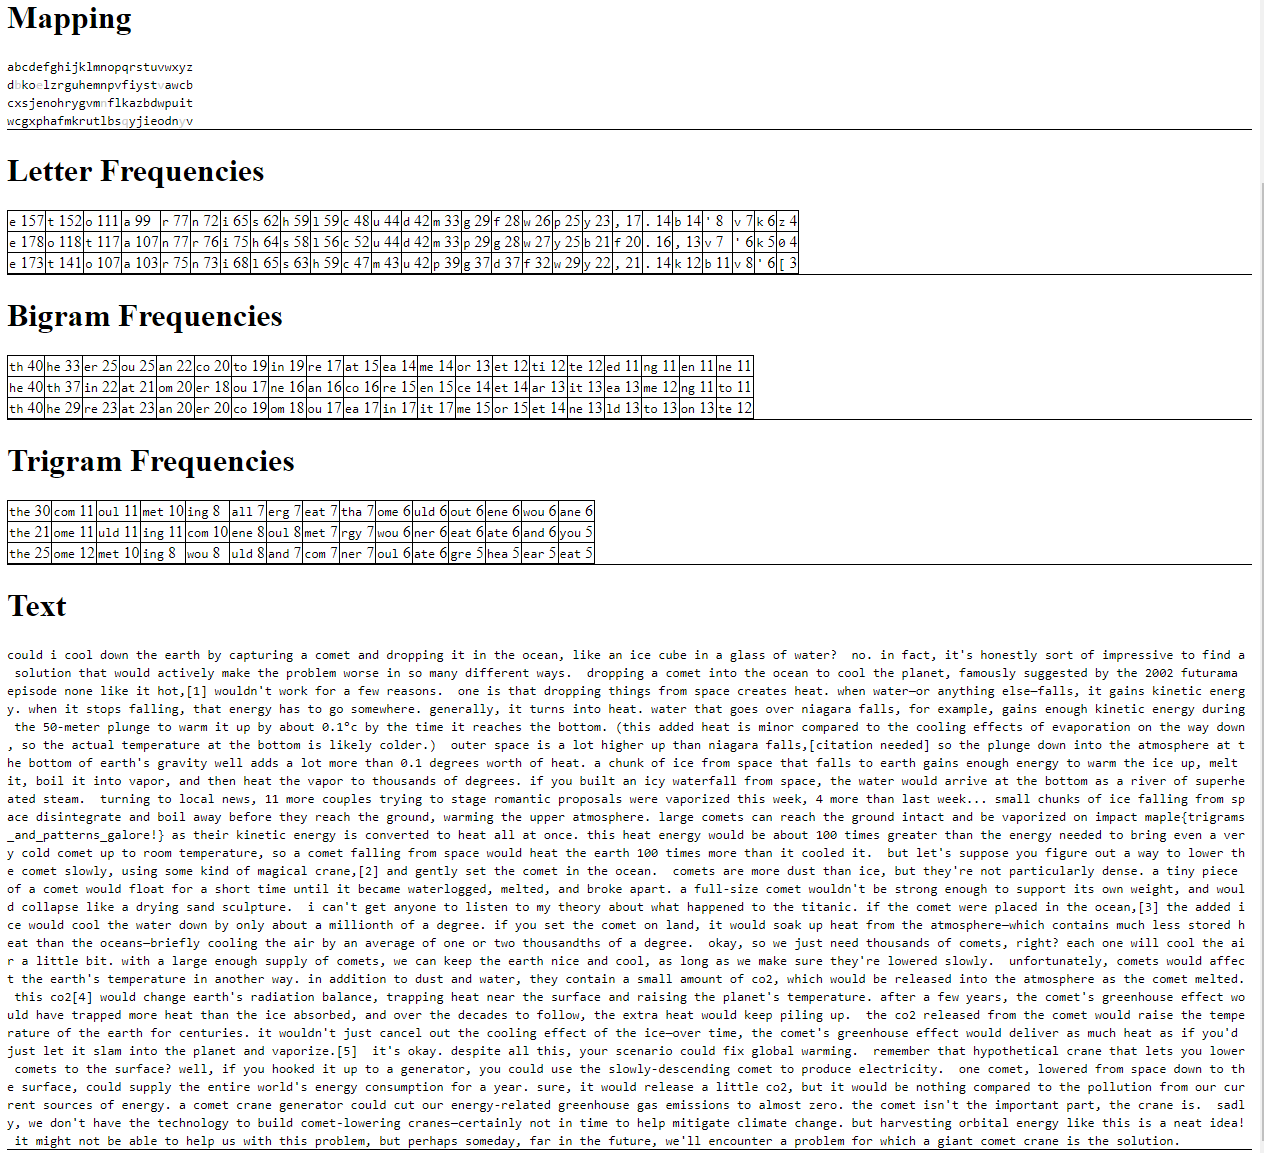 Mapping
abcdefghijklmnopqrstuvwxyz
dbkoelzrguhemnpvfiystvawcb
cxsjenohrygvmnflkazbdwpuit
wcgxphafmkrutlbsqyjieodnyv
Letter Frequencies
e 157 t 152 o 111 a 99 r 77 n 72 i 65 s 62 h 59 l 59 c 48 u 44 d 42 m 33 g 29 f 28 w 26 p 25 y 23 , 17 . 14 b 14 ' 8 v 7 k 6 z 4
e 178 o 118 t 117 a 107 n 77 r 76 i 75 h 64 s 58 l 56 c 52 u 44 d 42 m 33 p 29 g 28 w 27 y 25 b 21 f 20 . 16 , 13 v 7 ' 6 k 5 0 4
e 173 t 141 o 107 a 103 r 75 n 73 i 68 l 65 s 63 h 59 c 47 m 43 u 42 p 39 g 37 d 37 f 32 w 29 y 22 , 21 . 14 k 12 b 11 v 8 ' 6 [ 3
Bigram Frequencies
th 40 he 33 er 25 ou 25 an 22 co 20 to 19 in 19 re 17 at 15 ea 14 me 14 or 13 et 12 ti 12 te 12 ed 11 ng 11 en 11 ne 11
he 40 th 37 in 22 at 21 om 20 er 18 ou 17 ne 16 an 16 co 16 re 15 en 15 ce 14 et 14 ar 13 it 13 ea 13 me 12 ng 11 to 11
th 40 he 29 re 23 at 23 an 20 er 20 co 19 om 18 ou 17 ea 17 in 17 it 17 me 15 or 15 et 14 ne 13 ld 13 to 13 on 13 te 12
Trigram Frequencies
the 30 com 11 oul 11 met 10 ing 8 all 7 erg 7 eat 7 tha 7 ome 6 uld 6 out 6 ene 6 wou 6 ane 6
the 21 ome 11 uld 11 ing 11 com 10 ene 8 oul 8 met 7 rgy 7 wou 6 ner 6 eat 6 ate 6 and 6 you 5
the 25 ome 12 met 10 ing 8 wou 8 uld 8 and 7 com 7 ner 7 oul 6 ate 6 gre 5 hea 5 ear 5 eat 5
Text
could i cool down the earth by capturing a comet and dropping it in the ocean, like an ice cube in a glass of water?  no. in fact, it's honestly sort of impressive to find a
solution that would actively make the problem worse in so many different ways.  dropping a comet into the ocean to cool the planet, famously suggested by the 2002 futurama
episode none like it hot,[1] wouldn't work for a few reasons.  one is that dropping things from space creates heat. when water—or anything else—falls, it gains kinetic energ
y. when it stops falling, that energy has to go somewhere. generally, it turns into heat. water that goes over niagara falls, for example, gains enough kinetic energy during
the 50-meter plunge to warm it up by about 0.1°c by the time it reaches the bottom. (this added heat is minor compared to the cooling effects of evaporation on the way down
, so the actual temperature at the bottom is likely colder.)  outer space is a lot higher up than niagara falls,[citation needed] so the plunge down into the atmosphere at t
he bottom of earth's gravity well adds a lot more than 0.1 degrees worth of heat. a chunk of ice from space that falls to earth gains enough energy to warm the ice up, melt
it, boil it into vapor, and then heat the vapor to thousands of degrees. if you built an icy waterfall from space, the water would arrive at the bottom as a river of superhe
ated steam.  turning to local news, 11 more couples trying to stage romantic proposals were vaporized this week, 4 more than last week... small chunks of ice falling from sp
ace disintegrate and boil away before they reach the ground, warming the upper atmosphere. large comets can reach the ground intact and be vaporized on impact maple{trigrams
_and_patterns_galore!} as their kinetic energy is converted to heat all at once. this heat energy would be about 100 times greater than the energy needed to bring even a ver
y cold comet up to room temperature, so a comet falling from space would heat the earth 100 times more than it cooled it.  but let's suppose you figure out a way to lower th
e comet slowly, using some kind of magical crane,[2] and gently set the comet in the ocean.  comets are more dust than ice, but they're not particularly dense. a tiny piece
of a comet would float for a short time until it became waterlogged, melted, and broke apart. a full-size comet wouldn't be strong enough to support its own weight, and woul
d collapse like a drying sand sculpture.  i can't get anyone to listen to my theory about what happened to the titanic. if the comet were placed in the ocean,[3] the added i
ce would cool the water down by only about a millionth of a degree. if you set the comet on land, it would soak up heat from the atmosphere—which contains much less stored h
eat than the oceans—briefly cooling the air by an average of one or two thousandths of a degree.  okay, so we just need thousands of comets, right? each one will cool the ai
r a little bit. with a large enough supply of comets, we can keep the earth nice and cool, as long as we make sure they're lowered slowly.  unfortunately, comets would affec
t the earth's temperature in another way. in addition to dust and water, they contain a small amount of co2, which would be released into the atmosphere as the comet melted.
this co2[4] would change earth's radiation balance, trapping heat near the surface and raising the planet's temperature. after a few years, the comet's greenhouse effect wo
uld have trapped more heat than the ice absorbed, and over the decades to follow, the extra heat would keep piling up.  the co2 released from the comet would raise the tempe
rature of the earth for centuries. it wouldn't just cancel out the cooling effect of the ice—over time, the comet's greenhouse effect would deliver as much heat as if you'd
just let it slam into the planet and vaporize.[5]  it's okay. despite all this, your scenario could fix global warming.  remember that hypothetical crane that lets you lower
comets to the surface? well, if you hooked it up to a generator, you could use the slowly-descending comet to produce electricity.  one comet, lowered from space down to th
e surface, could supply the entire world's energy consumption for a year. sure, it would release a little co2, but it would be nothing compared to the pollution from our cur
rent sources of energy. a comet crane generator could cut our energy-related greenhouse gas emissions to almost zero. the comet isn't the important part, the crane is.  sadl
y, we don't have the technology to build comet-lowering cranes—certainly not in time to help mitigate climate change. but harvesting orbital energy like this is a neat idea!
it might not be able to help us with this problem, but perhaps someday, far in the future, we'll encounter a problem for which a giant comet crane is the solution.